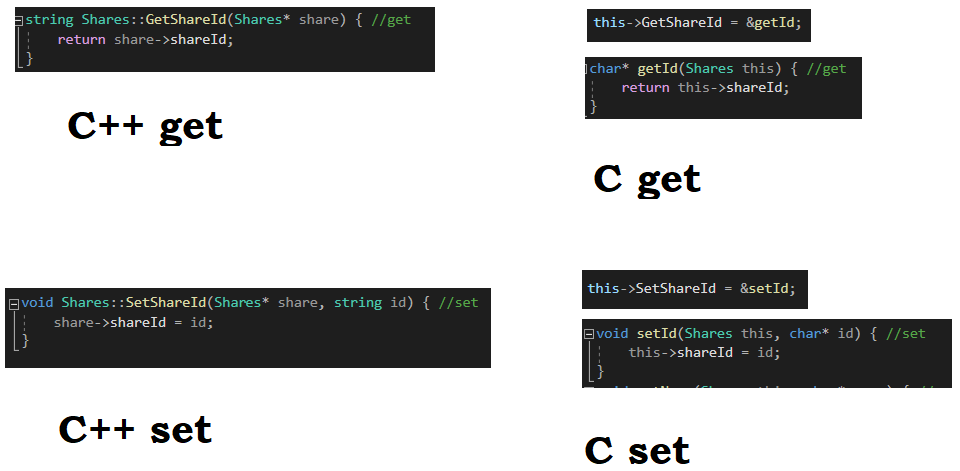 string Shares::GetShareId(Shares* share) { //get
return share->shareId;
}
C++ get
this->GetShareId = &getId;
char* getId(Shares this) { //get
return this->shareId;
}
C get
void Shares::SetShareId(Shares* share, string id) { //set
share->shareId = id;
}
C++ set
this->SetShareId = &setId;
void setId(Shares this, char* id) { //set
this->shareId = id;
}
C set